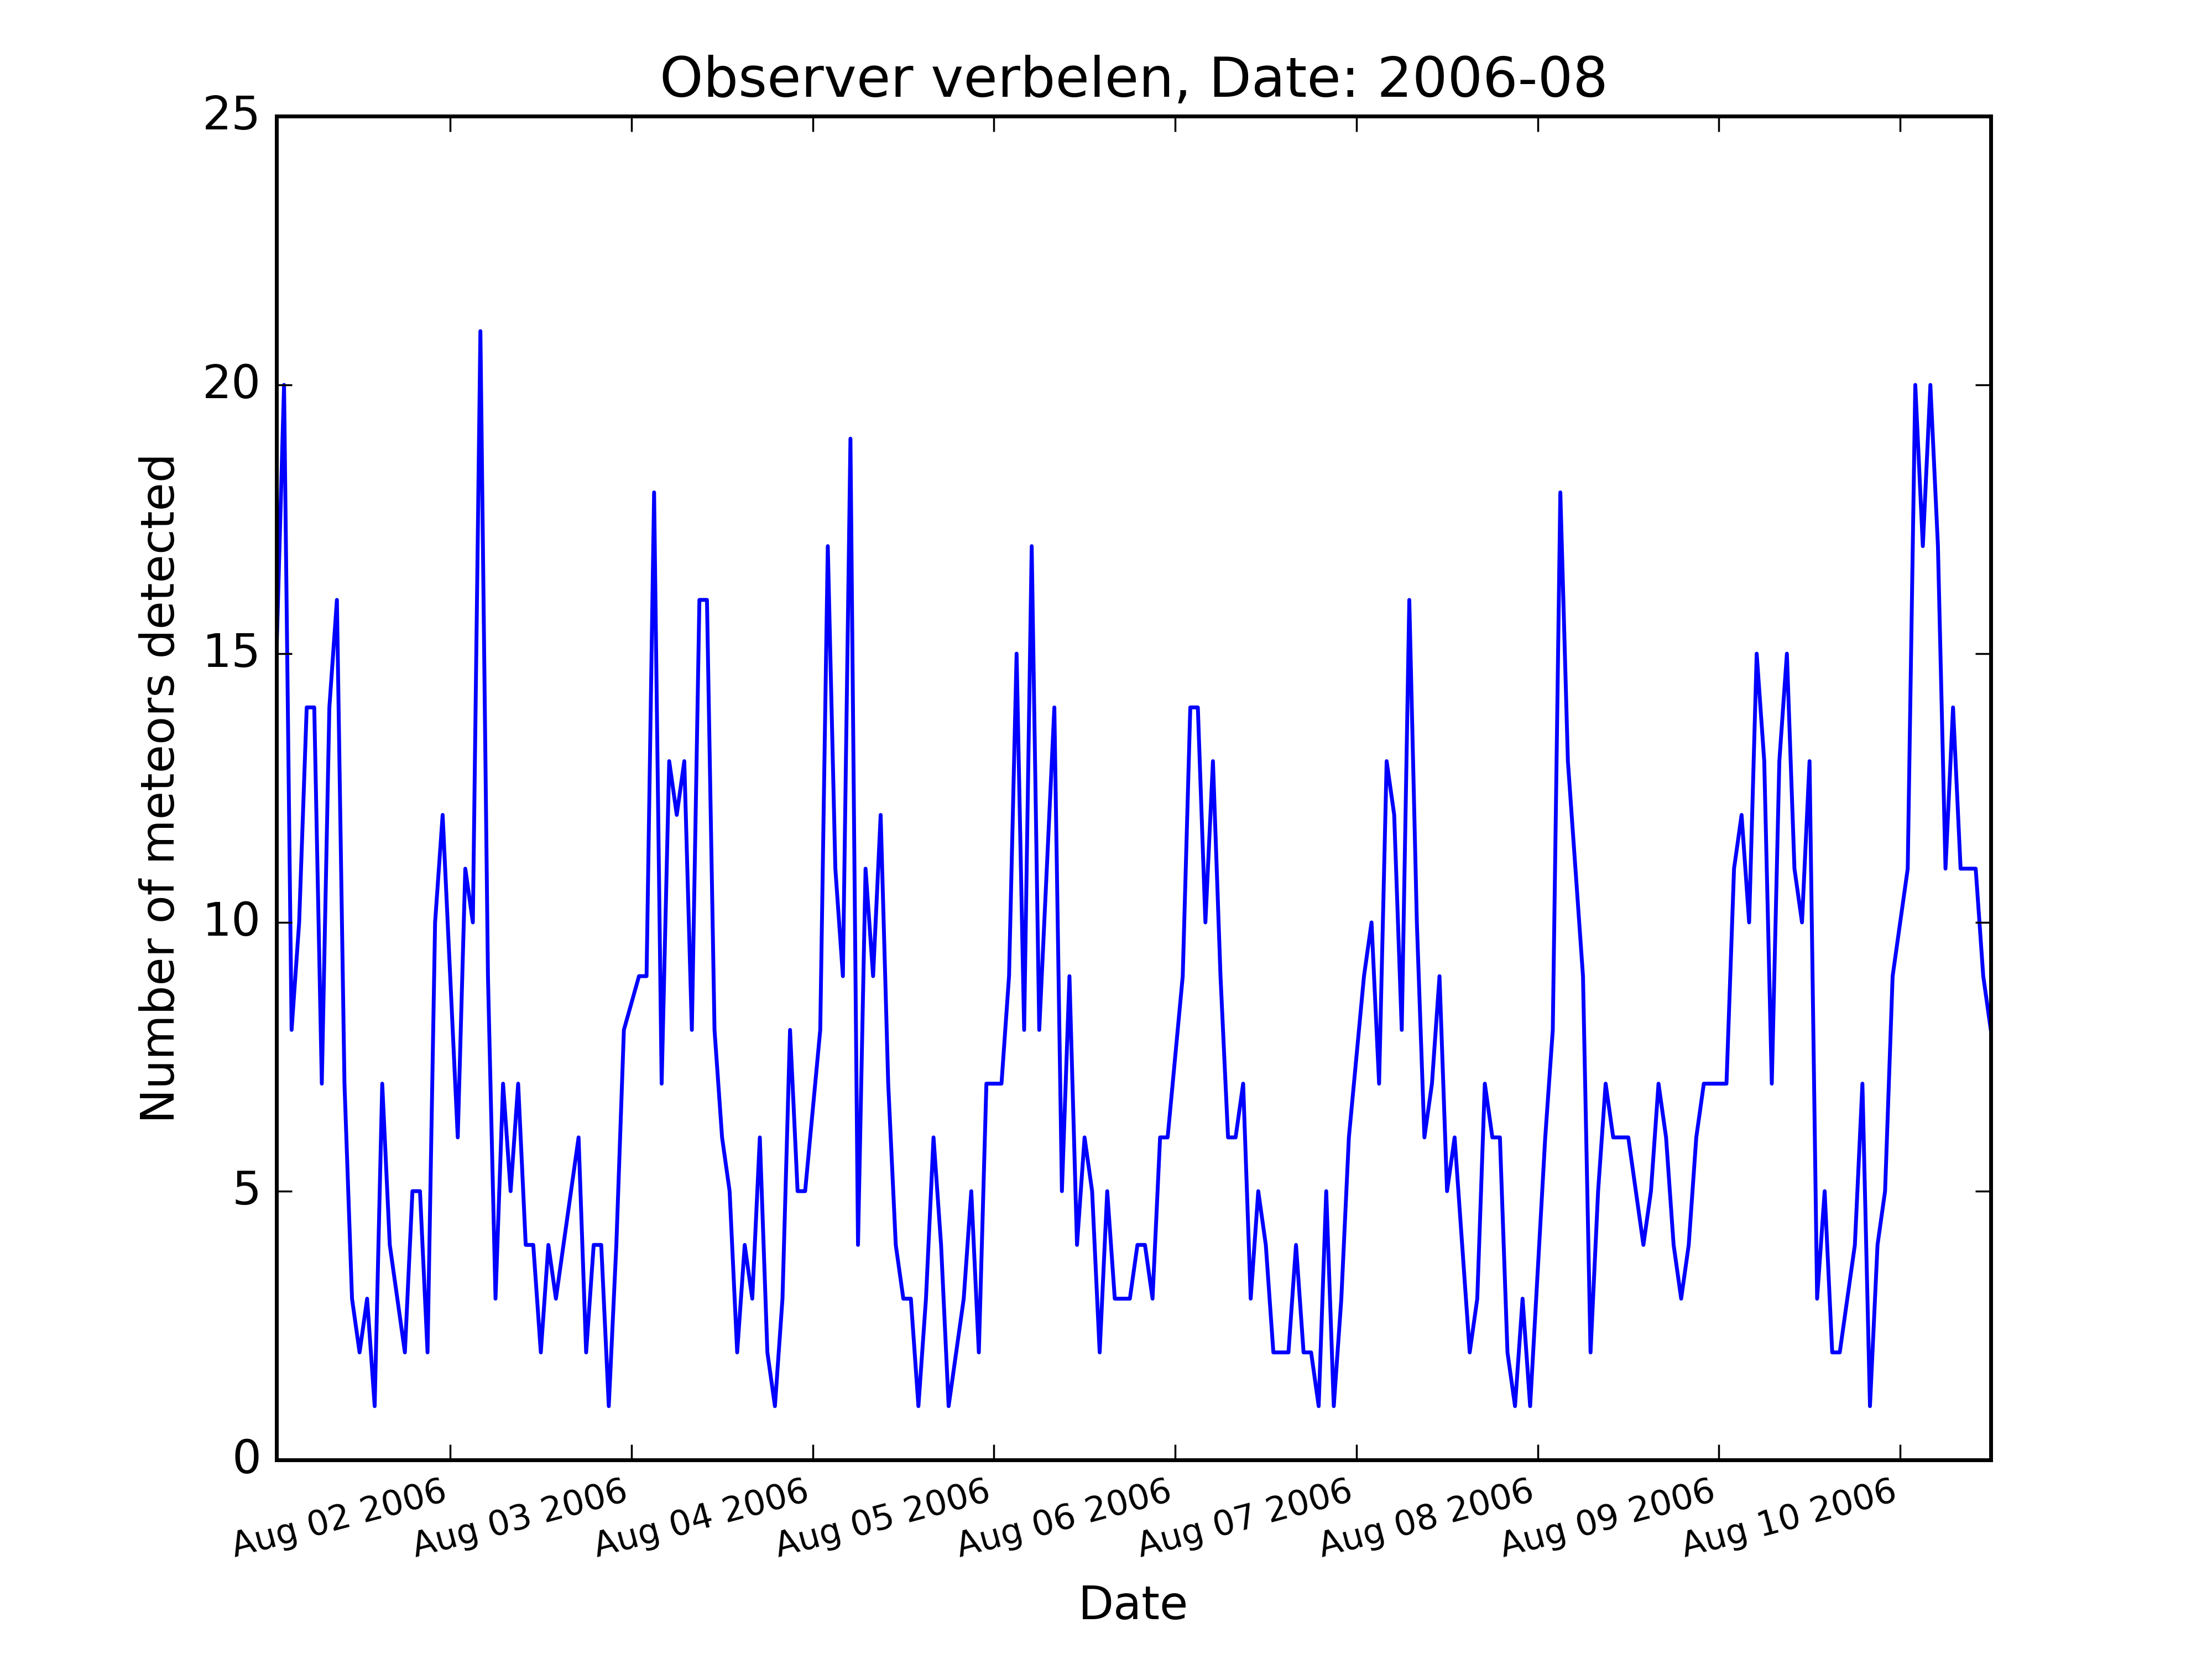 Observer verbelen, Date: 2006-08
25
20
15
10
5
0
Number of meteors detected
Aug 02 2006
Aug 03 2006
Aug 04 2006
Aug 05 2006
Aug 06 2006
Aug 07 2006
Aug 08 2006
Aug 09 2006
Aug 10 2006
Date